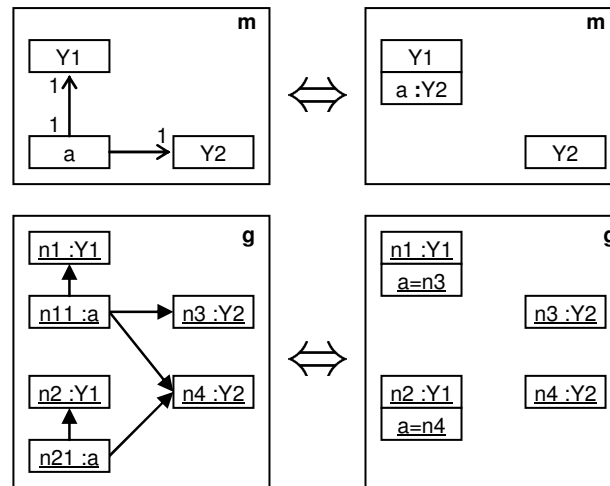 m
Y1
1
1
1
a
Y2
m
Y1
a :Y2
Y2
g
n1 :Y1
n11 :a
n3 :Y2
n2 :Y1
n4 :Y2
n21 :a
g
n1 :Y1
a=n3
n3 :Y2
n2 :Y1
n4 :Y2
a=n4